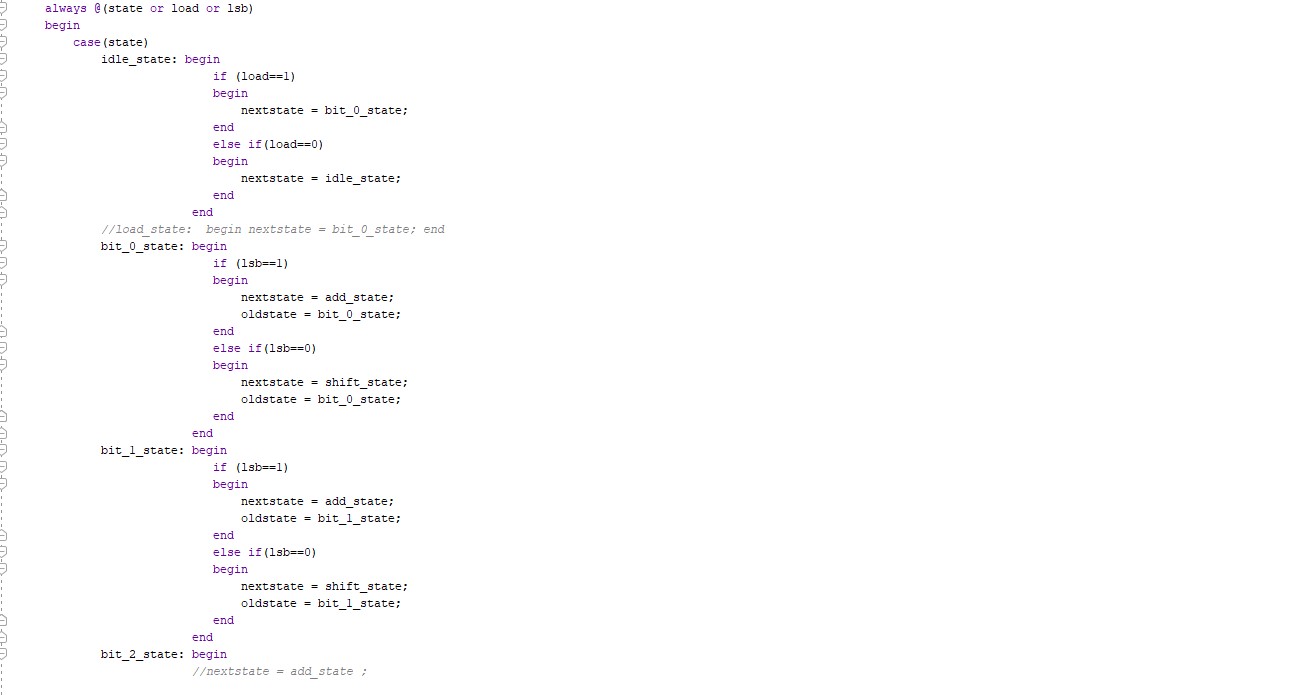 always @(state or load or lsb)
begin
    case(state)
        idle_state: begin
                        if (load==1)
                        begin
                            nextstate = bit_0_state;
                        end
                        else if(load==0)
                        begin
                            nextstate = idle_state;
                        end
                     end
        //load_state:  begin nextstate = bit_0_state; end
        bit_0_state: begin
                        if (lsb==1)
                        begin
                            nextstate = add_state;
                            oldstate = bit_0_state;
                        end
                        else if(lsb==0)
                        begin
                            nextstate = shift_state;
                            oldstate = bit_0_state;
                        end
                     end
        bit_1_state: begin
                        if (lsb==1)
                        begin
                            nextstate = add_state;
                            oldstate = bit_1_state;
                        end
                        else if(lsb==0)
                        begin
                            nextstate = shift_state;
                            oldstate = bit_1_state;
                        end
                     end
        bit_2_state: begin
                     //nextstate = add_state ;